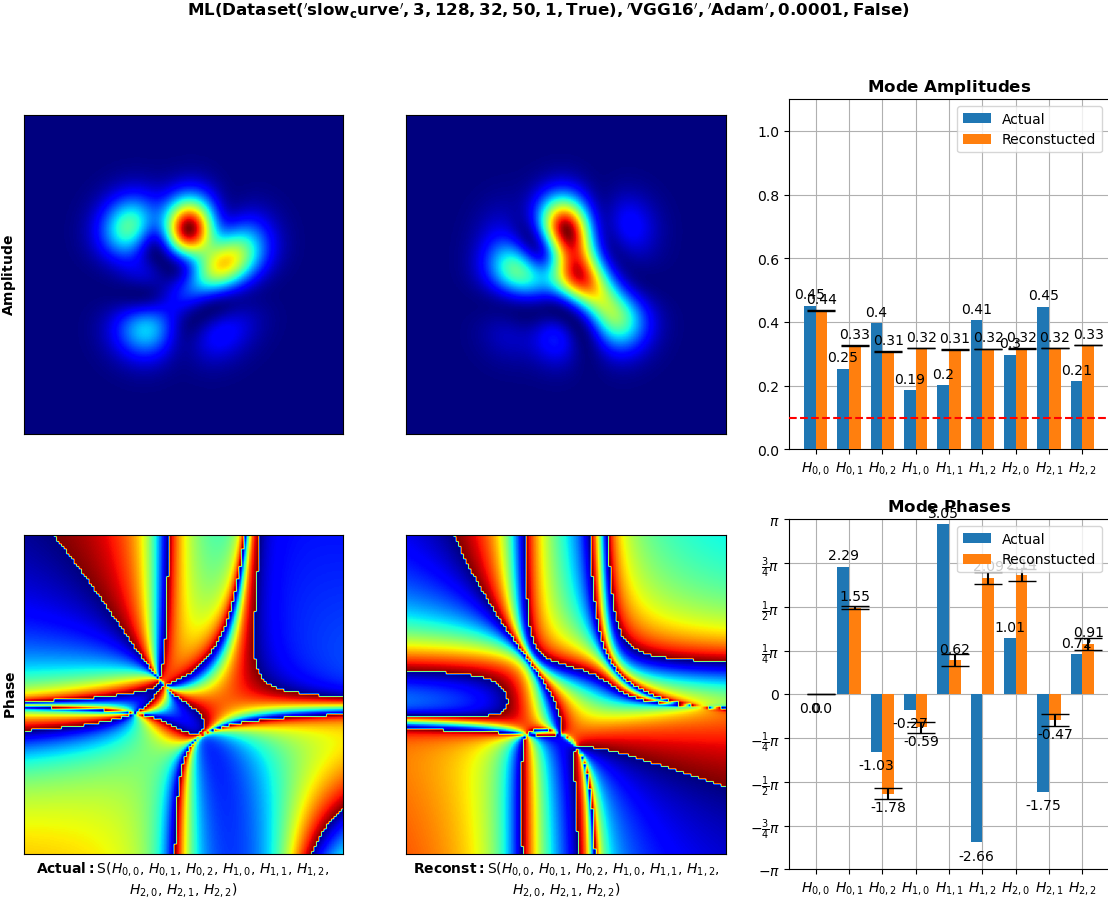 ML(Dataset('slow_curve', 3, 128, 32, 50, 1, True), 'VGG16', 'Adam', 0.0001, False)
Amplitude
Mode Amplitudes
Actual
Reconstucted
1.0
0.8
0.6
0.4
0.2
0.0
0.45
0.44
0.25
0.33
0.4
0.31
0.19
0.32
0.2
0.31
0.41
0.32
0.3
0.32
0.45
0.32
0.21
0.33
H0,0 H0,1 H0,2 H1,0 H1,1 H1,2 H2,0 H2,1 H2,2
Phase
Mode Phases
Actual
Reconstucted
π
3/4π
1/2π
1/4π
0
−1/4π
−1/2π
−3/4π
−π
0.0
0.0
2.29
1.55
-1.03
-1.78
-0.27
-0.59
3.05
0.62
-2.66
2.09
1.01
-1.75
-0.47
0.91
H0,0 H0,1 H0,2 H1,0 H1,1 H1,2 H2,0 H2,1 H2,2
Actual: S(H0,0, H0,1, H0,2, H1,0, H1,1, H1,2,
H2,0, H2,1, H2,2)
Reconst: S(H0,0, H0,1, H0,2, H1,0, H1,1, H1,2,
H2,0, H2,1, H2,2)